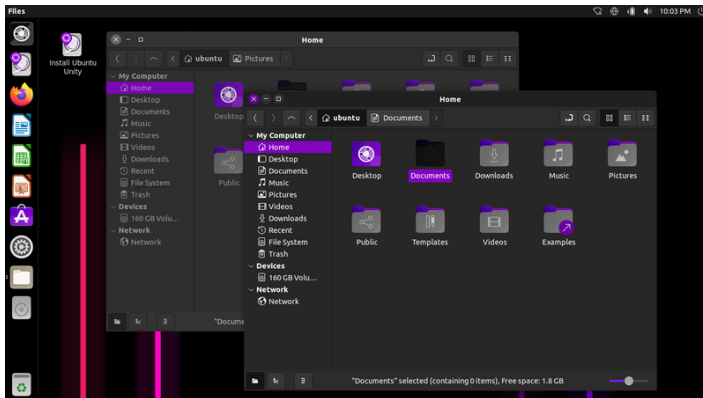 Files
10:03 PM
Install Ubuntu
Unity
Home
ubuntu
Pictures
My Computer
Home
Desktop
Documents
Music
Pictures
Videos
Downloads
Recent
File System
Trash
Devices
160 GB Volu...
Network
Network
Desktop
Public
"Docume
Home
ubuntu
Documents
My Computer
Home
Desktop
Documents
Music
Pictures
Videos
Downloads
Recent
File System
Trash
Devices
160 GB Volu...
Network
Network
Desktop
Documents
Downloads
Music
Pictures
Public
Templates
Videos
Examples
"Documents" selected (containing 0 items), Free space: 1.8 GB